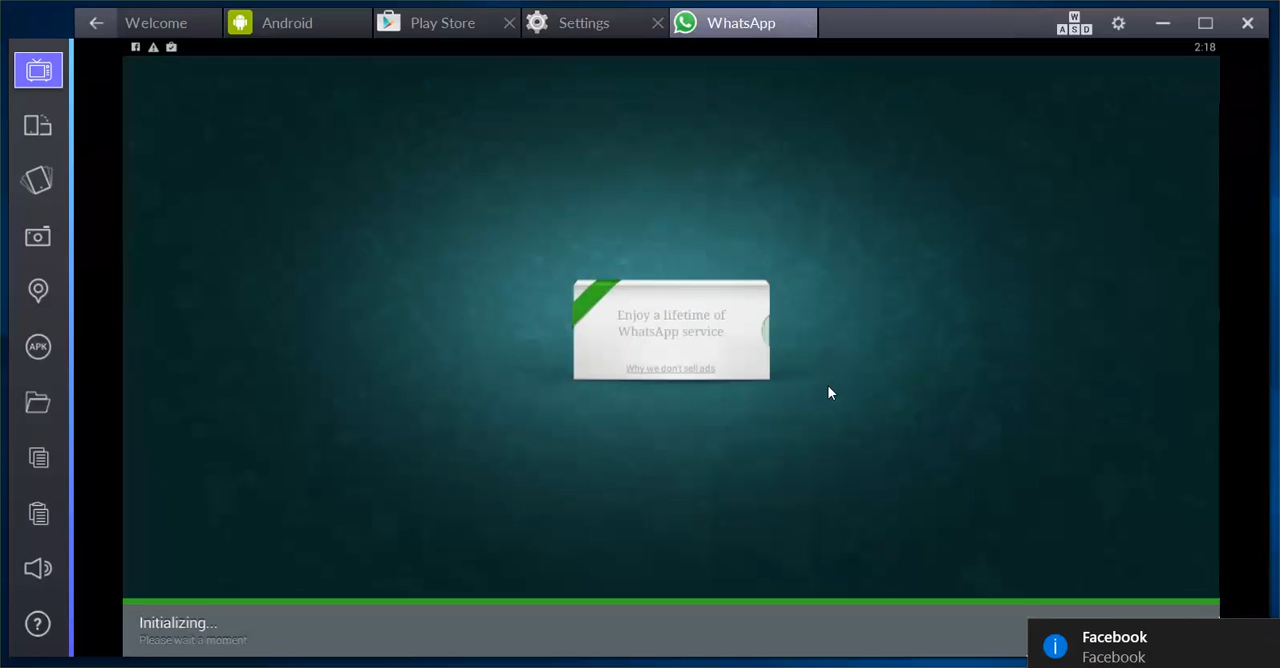 Welcome
Android
Play Store
Settings
WhatsApp
W
A S D
2:18
Enjoy a lifetime of
WhatsApp service
Why we don't sell ads
APK
Initializing...
Please wait a moment
Facebook
Facebook